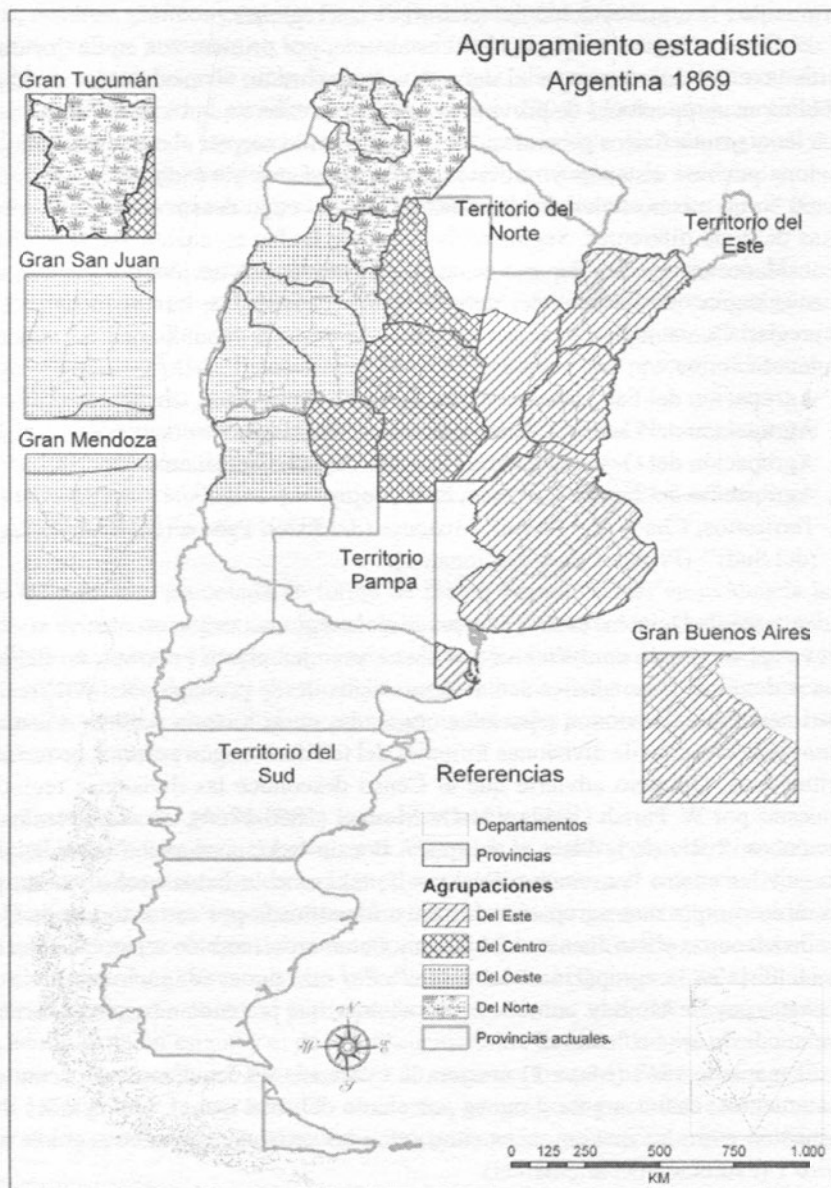 Agrupamiento estadístico
Argentina 1869
Gran Tucumán
Territorio del
Norte
Territorio del
Este
Gran San Juan
Gran Mendoza
Territorio
Pampa
Gran Buenos Aires
Territorio del
Sud
Referencias
Departamentos
Provincias
Agrupaciones
Del Este
Del Centro
Del Oeste
Del Norte
Provincias actuales
0 125 250 500 750 1.000
KM